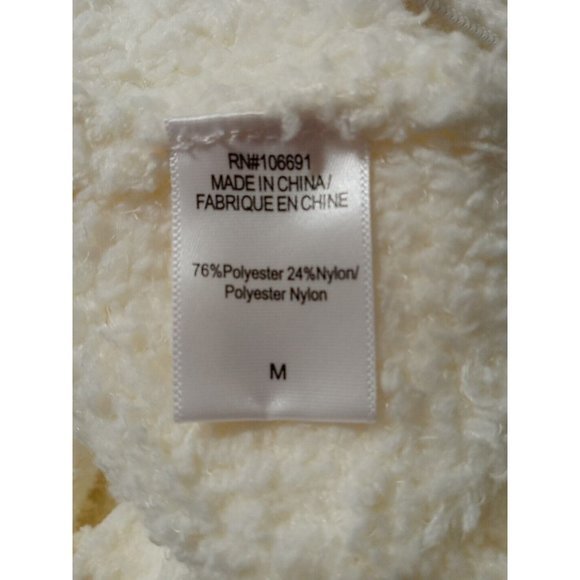 RN#106691
MADE IN CHINA/
FABRIQUE EN CHINE
76%Polyester 24%Nylon/
Polyester Nylon
M